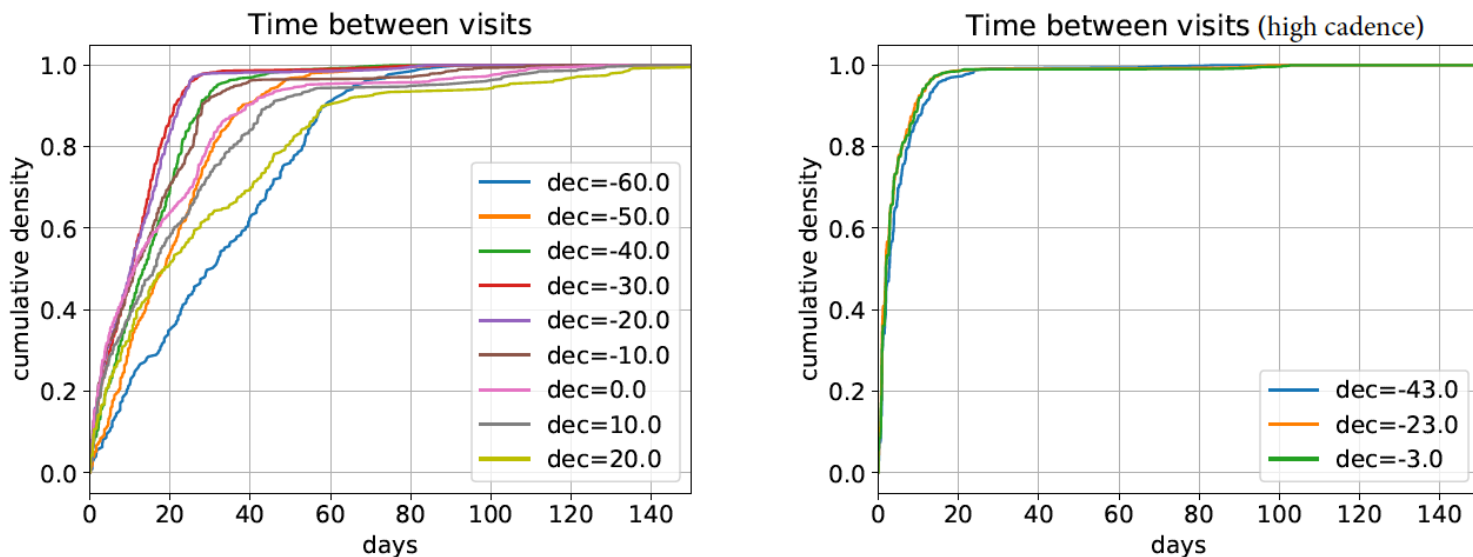 Time between visits
cumulative density
1.0
0.8
0.6
0.4
0.2
0.0
dec=-60.0
dec=-50.0
dec=-40.0
dec=-30.0
dec=-20.0
dec=-10.0
dec=0.0
dec=10.0
dec=20.0
0 20 40 60 80 100 120 140
days
Time between visits (high cadence)
cumulative density
1.0
0.8
0.6
0.4
0.2
0.0
dec=-43.0
dec=-23.0
dec=-3.0
0 20 40 60 80 100 120 140
days